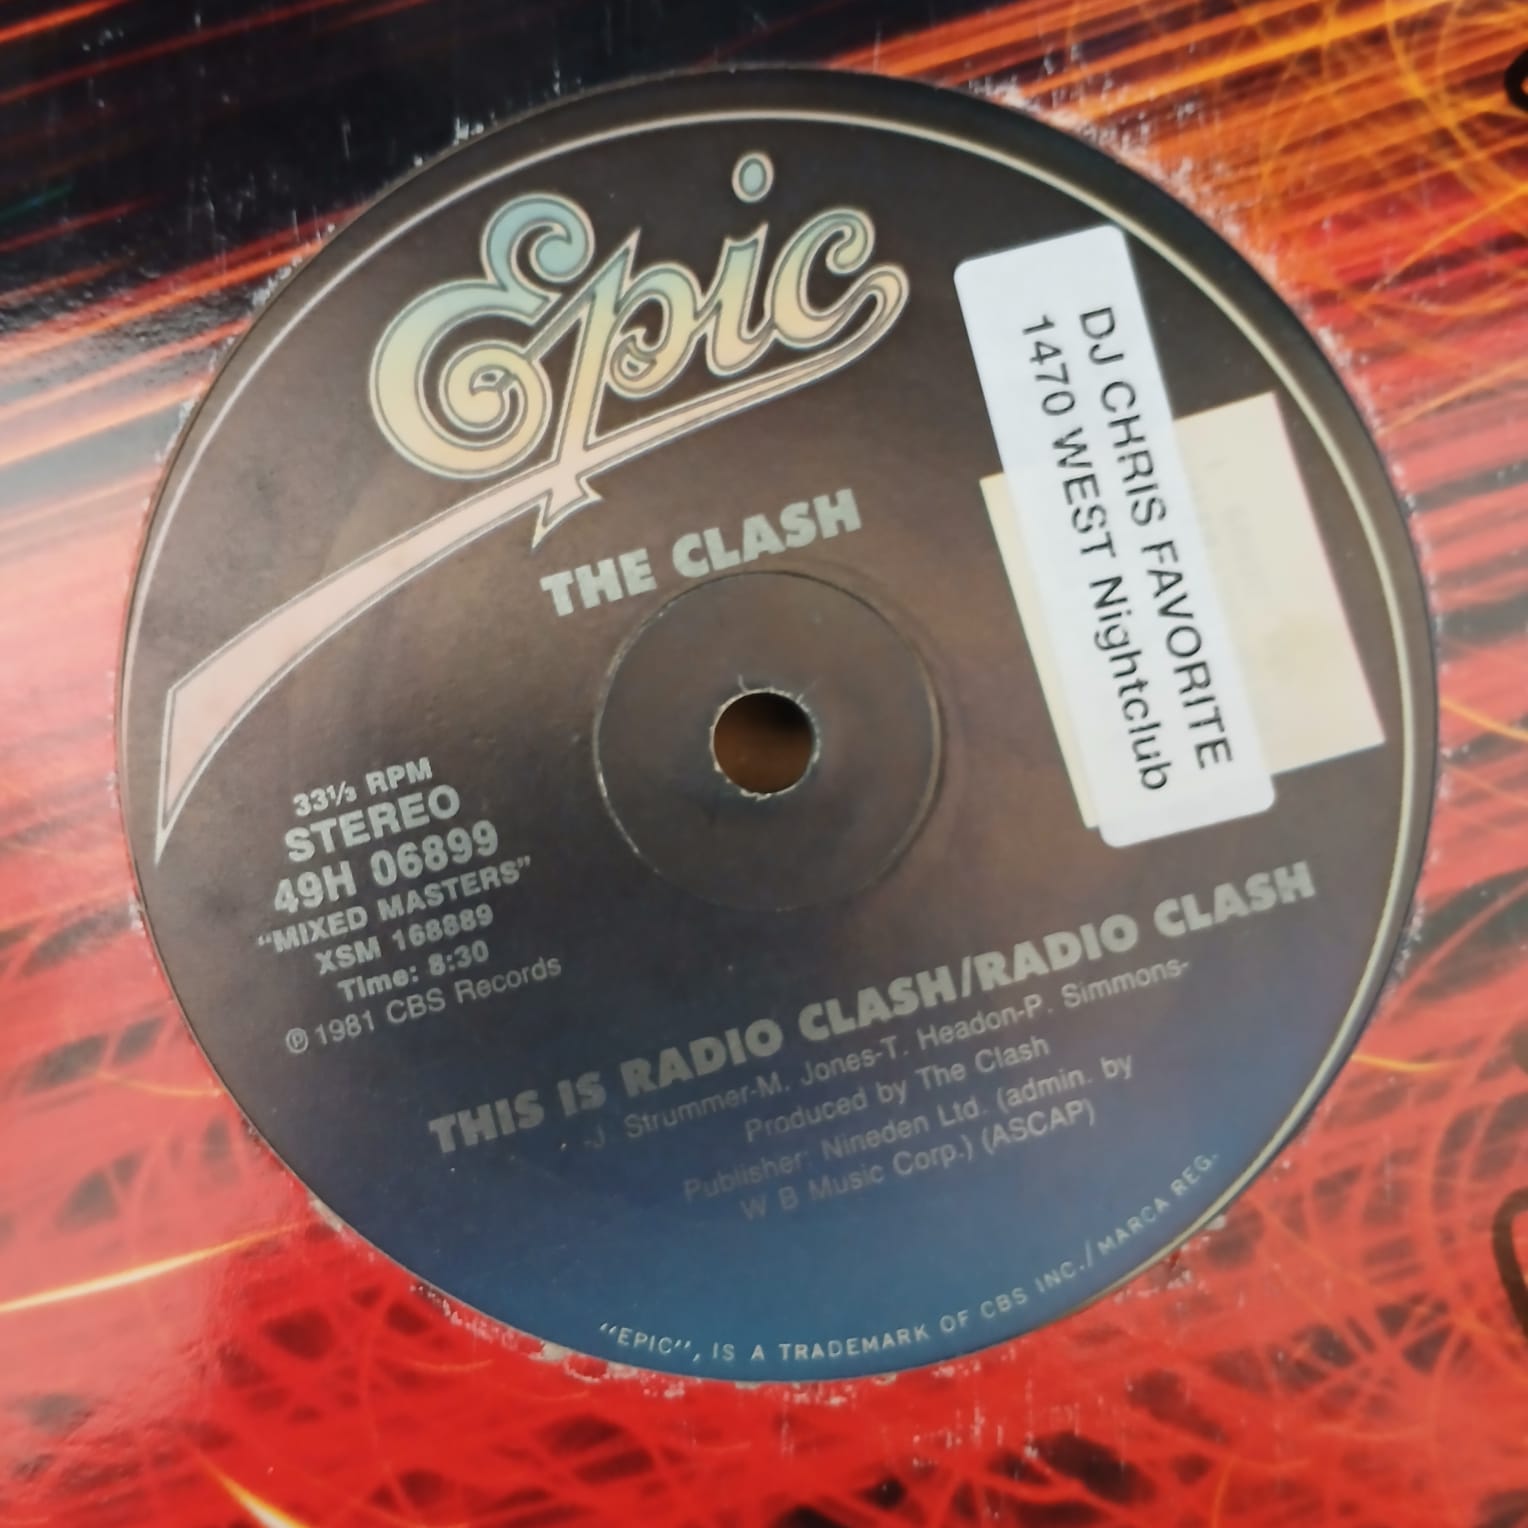 Epic
THE CLASH
DJ CHRIS FAVORITE
1470 WEST Nightclub
33⅓ RPM
STEREO
49H 06899
"MIXED MASTERS"
XSM 168889
Time: 8:30
℗ 1981 CBS Records
THIS IS RADIO CLASH/RADIO CLASH
-J. Strummer-M. Jones-T. Headon-P. Simmons-
Produced by The Clash
Publisher: Nineden Ltd. (admin. by
W B Music Corp.) (ASCAP)
"EPIC", IS A TRADEMARK OF CBS INC./MARCA REG.